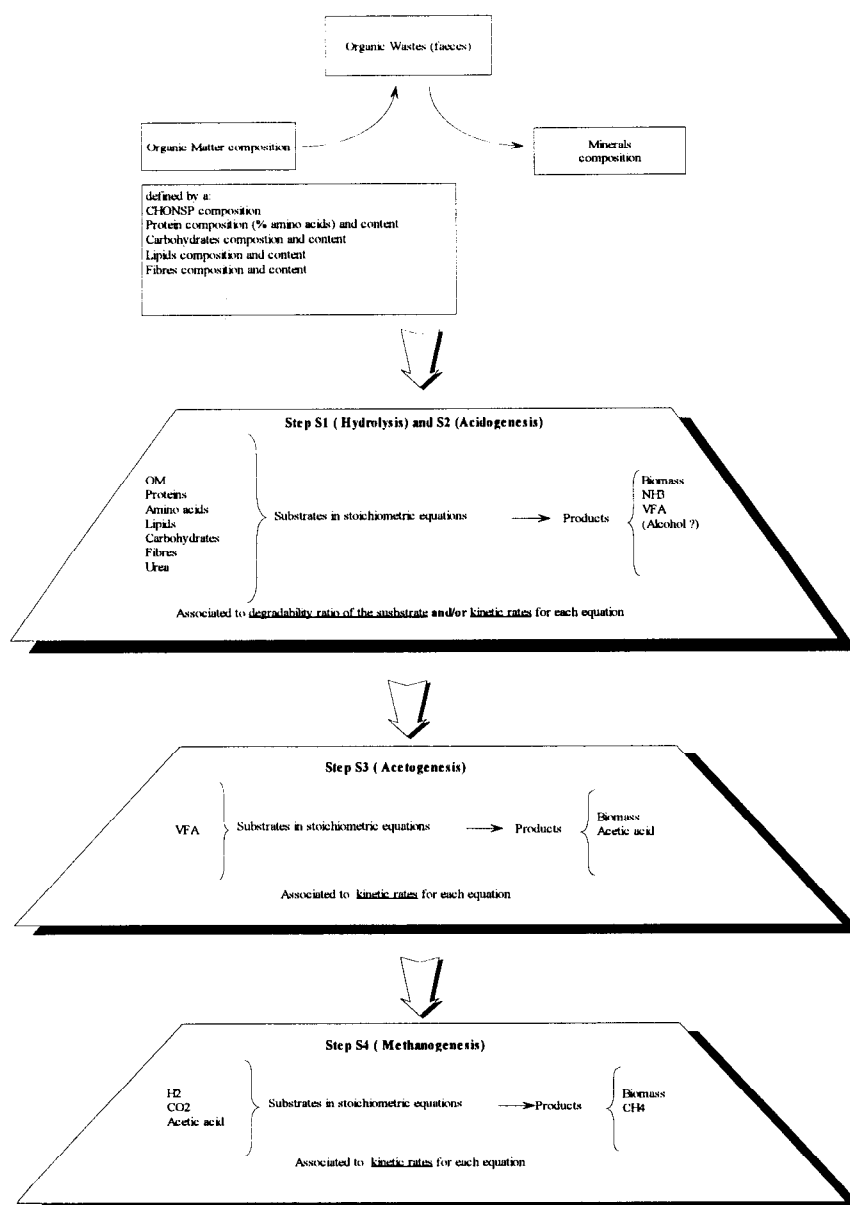 Organic Wastes (faeces)
Organic Matter composition
Minerals
composition
defined by a:
CHONSP composition
Protein composition (% amino acids) and content
Carbohydrates compostion and content
Lipids composition and content
Fibres composition and content
Step S1 ( Hydrolysis) and S2 (Acidogenesis)
OM
Proteins
Amino acids
Lipids
Carbohydrates
Fibres
Urea
Substrates in stoichiometric equations
Products
Biomass
NH3
VFA
(Alcohol ?)
Associated to degradability ratio of the susbstrate and/or kinetic rates for each equation
Step S3 ( Acetogenesis)
VFA
Substrates in stoichiometric equations
Products
Biomass
Acetic acid
Associated to kinetic rates for each equation
Step S4 ( Methanogenesis)
H2
CO2
Acetic acid
Substrates in stoichiometric equations
Products
Biomass
CH4
Associated to kinetic rates for each equation